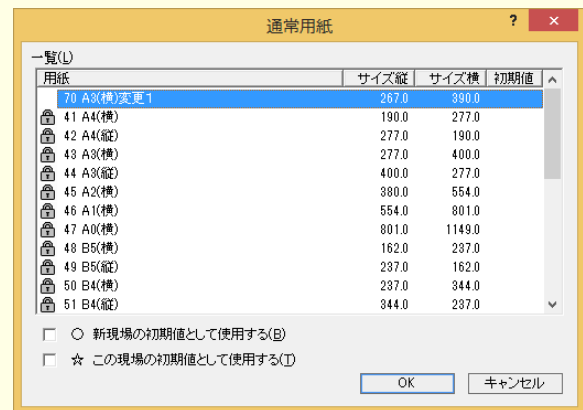 通常用紙
? ×
一覧(L)
用紙 サイズ縦 サイズ横 初期値
70 A3(横)変更1 267.0 390.0
41 A4(横) 190.0 277.0
42 A4(縦) 277.0 190.0
43 A3(横) 277.0 400.0
44 A3(縦) 400.0 277.0
45 A2(横) 380.0 554.0
46 A1(横) 554.0 801.0
47 A0(横) 801.0 1149.0
48 B5(横) 162.0 237.0
49 B5(縦) 237.0 162.0
50 B4(横) 237.0 344.0
51 B4(縦) 344.0 237.0
○ 新現場の初期値として使用する(B)
☆ この現場の初期値として使用する(T)
OK キャンセル